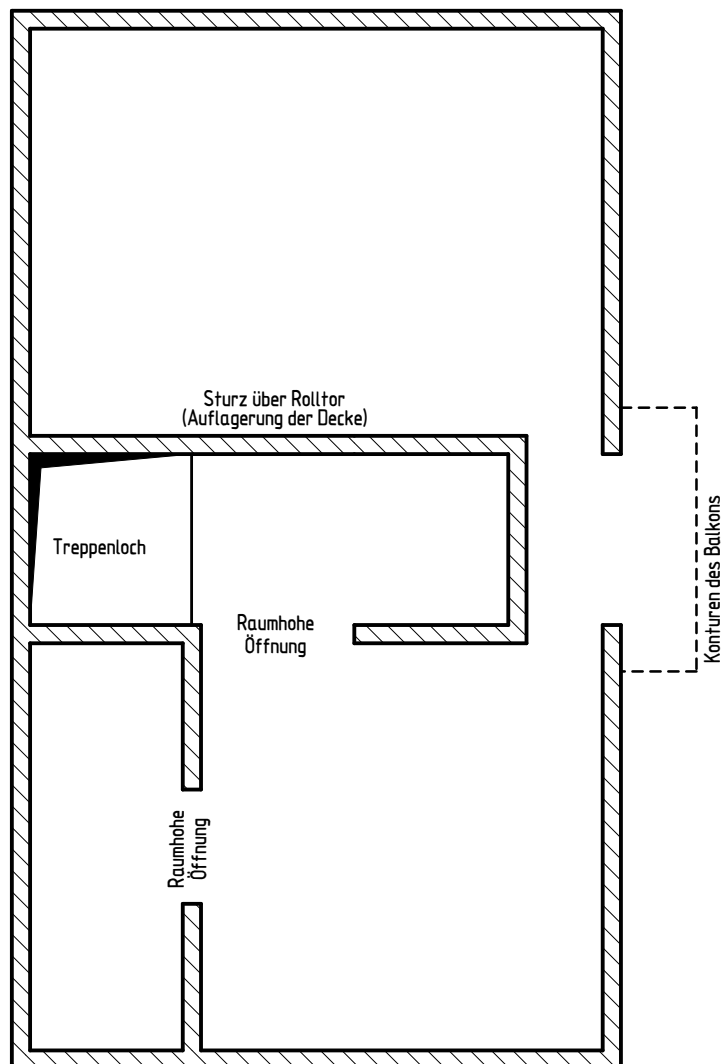 Sturz über Rolltor
(Auflagerung der Decke)
Treppenloch
Raumhohe
Öffnung
Konturen des Balkons
Raumhohe
Öffnung